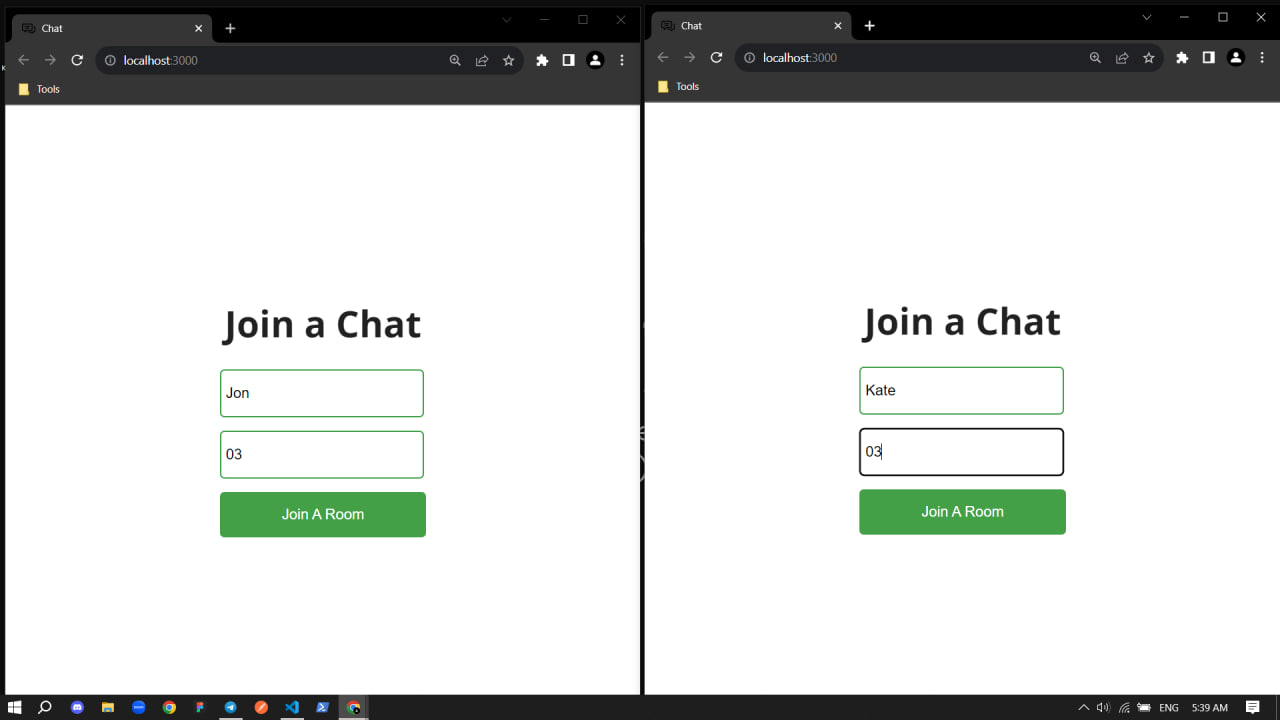 Chat
localhost:3000
Tools
Join a Chat
Jon
03
Join A Room
Chat
localhost:3000
Tools
Join a Chat
Kate
03
Join A Room
ENG
5:39 AM